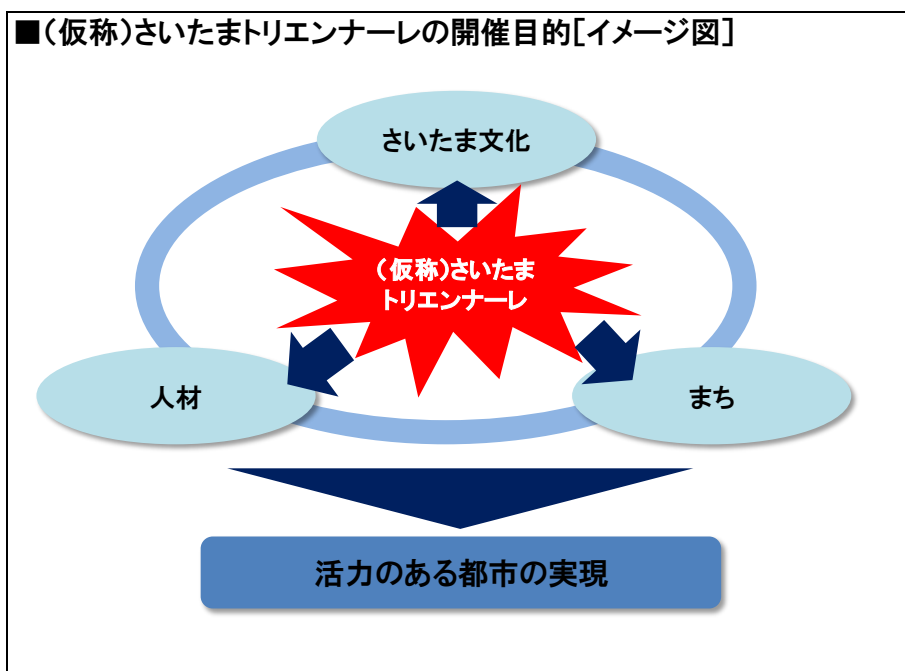 ■(仮称)さいたまトリエンナーレの開催目的[イメージ図]
さいたま文化
(仮称)さいたま
トリエンナーレ
人材
まち
活力のある都市の実現